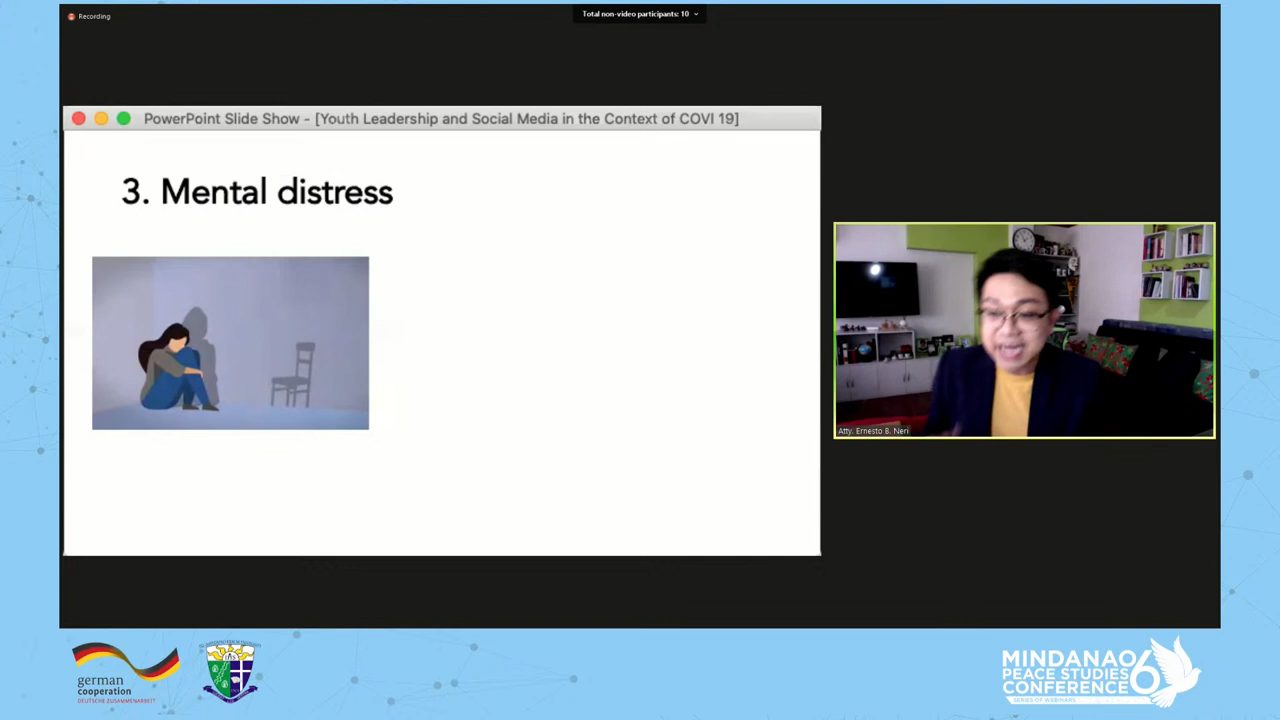 Recording
Total non-video participants: 10
PowerPoint Slide Show - [Youth Leadership and Social Media in the Context of COVI 19]
3. Mental distress
Atty. Ernesto B. Neri
german
cooperation
DEUTSCHE ZUSAMMENARBEIT
MINDANAO
PEACE STUDIES
CONFERENCE
6
SERIES OF WEBINARS